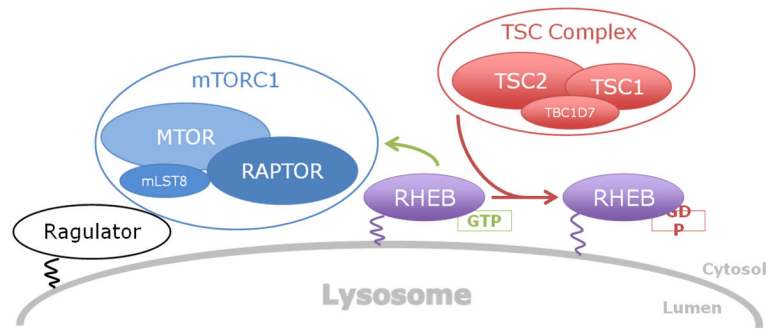 TSC Complex
mTORC1
TSC2
TSC1
TBC1D7
MTOR
mLST8
RAPTOR
RHEB
GTP
RHEB
GD
P
Ragulator
Cytosol
Lysosome
Lumen